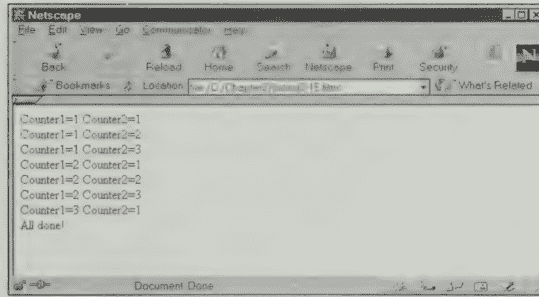 Netscape
File Edit View Go Communicator Help
Back Reload Home Search Netscape Print Security
Bookmarks Location What's Related
Counter1=1 Counter2=1
Counter1=1 Counter2=2
Counter1=1 Counter2=3
Counter1=2 Counter2=1
Counter1=2 Counter2=2
Counter1=2 Counter2=3
Counter1=3 Counter2=1
All done!
Document Done